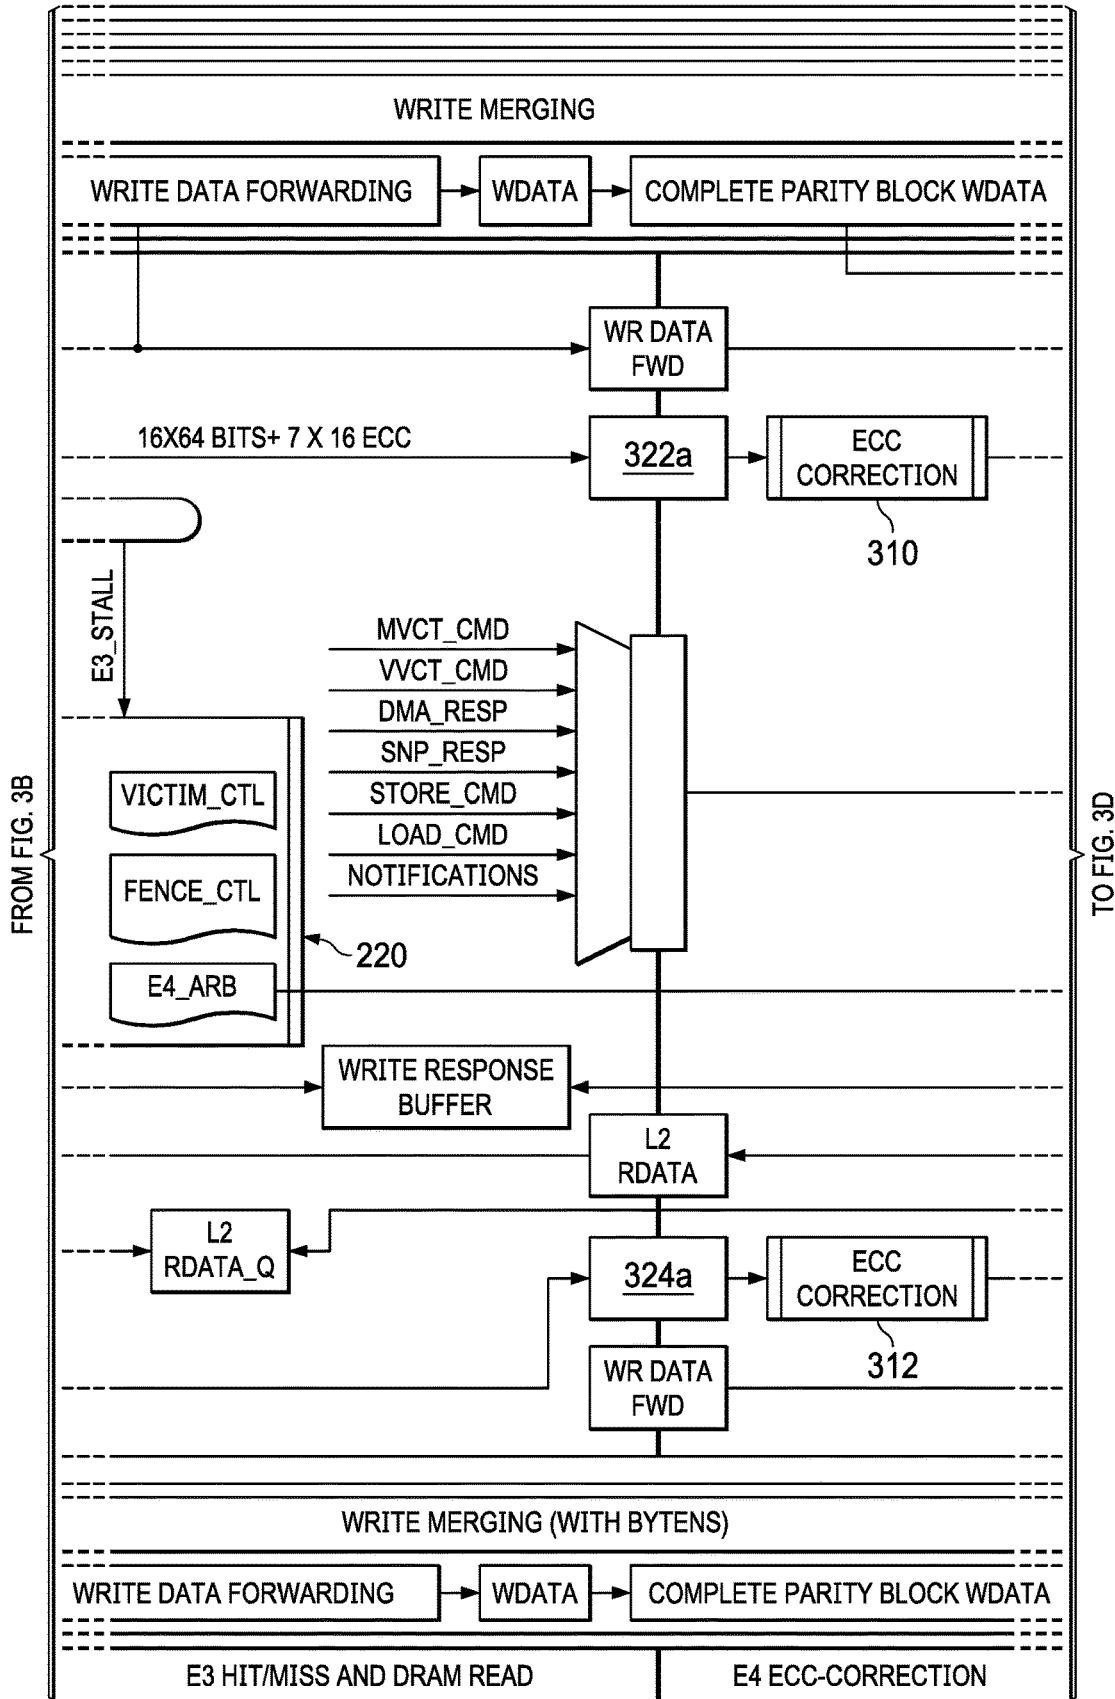 WRITE MERGING
WRITE DATA FORWARDING
WDATA
COMPLETE PARITY BLOCK WDATA
WR DATA
FWD
16X64 BITS+ 7 X 16 ECC
322a
ECC
CORRECTION
310
E3_STALL
MVCT_CMD
VVCT_CMD
DMA_RESP
SNP_RESP
STORE_CMD
LOAD_CMD
NOTIFICATIONS
VICTIM_CTL
FENCE_CTL
E4_ARB
220
FROM FIG. 3B
TO FIG. 3D
WRITE RESPONSE
BUFFER
L2
RDATA
L2
RDATA_Q
324a
ECC
CORRECTION
312
WR DATA
FWD
WRITE MERGING (WITH BYTENS)
WRITE DATA FORWARDING
WDATA
COMPLETE PARITY BLOCK WDATA
E3 HIT/MISS AND DRAM READ
E4 ECC-CORRECTION